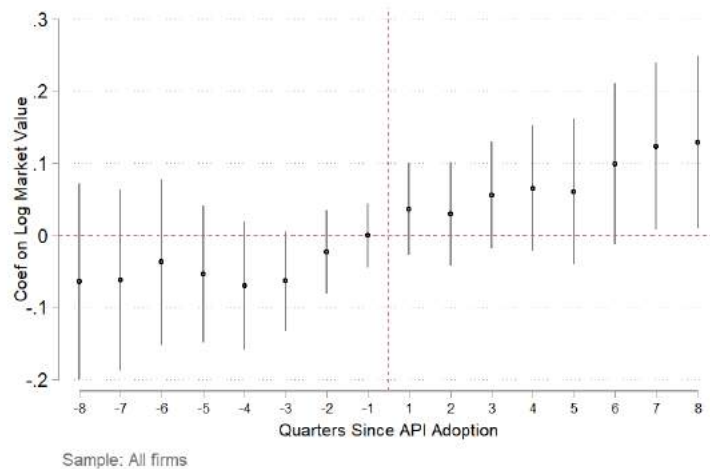 Coef on Log Market Value
.3
.2
.1
0
-.1
-.2
-8 -7 -6 -5 -4 -3 -2 -1 1 2 3 4 5 6 7 8
Quarters Since API Adoption
Sample: All firms